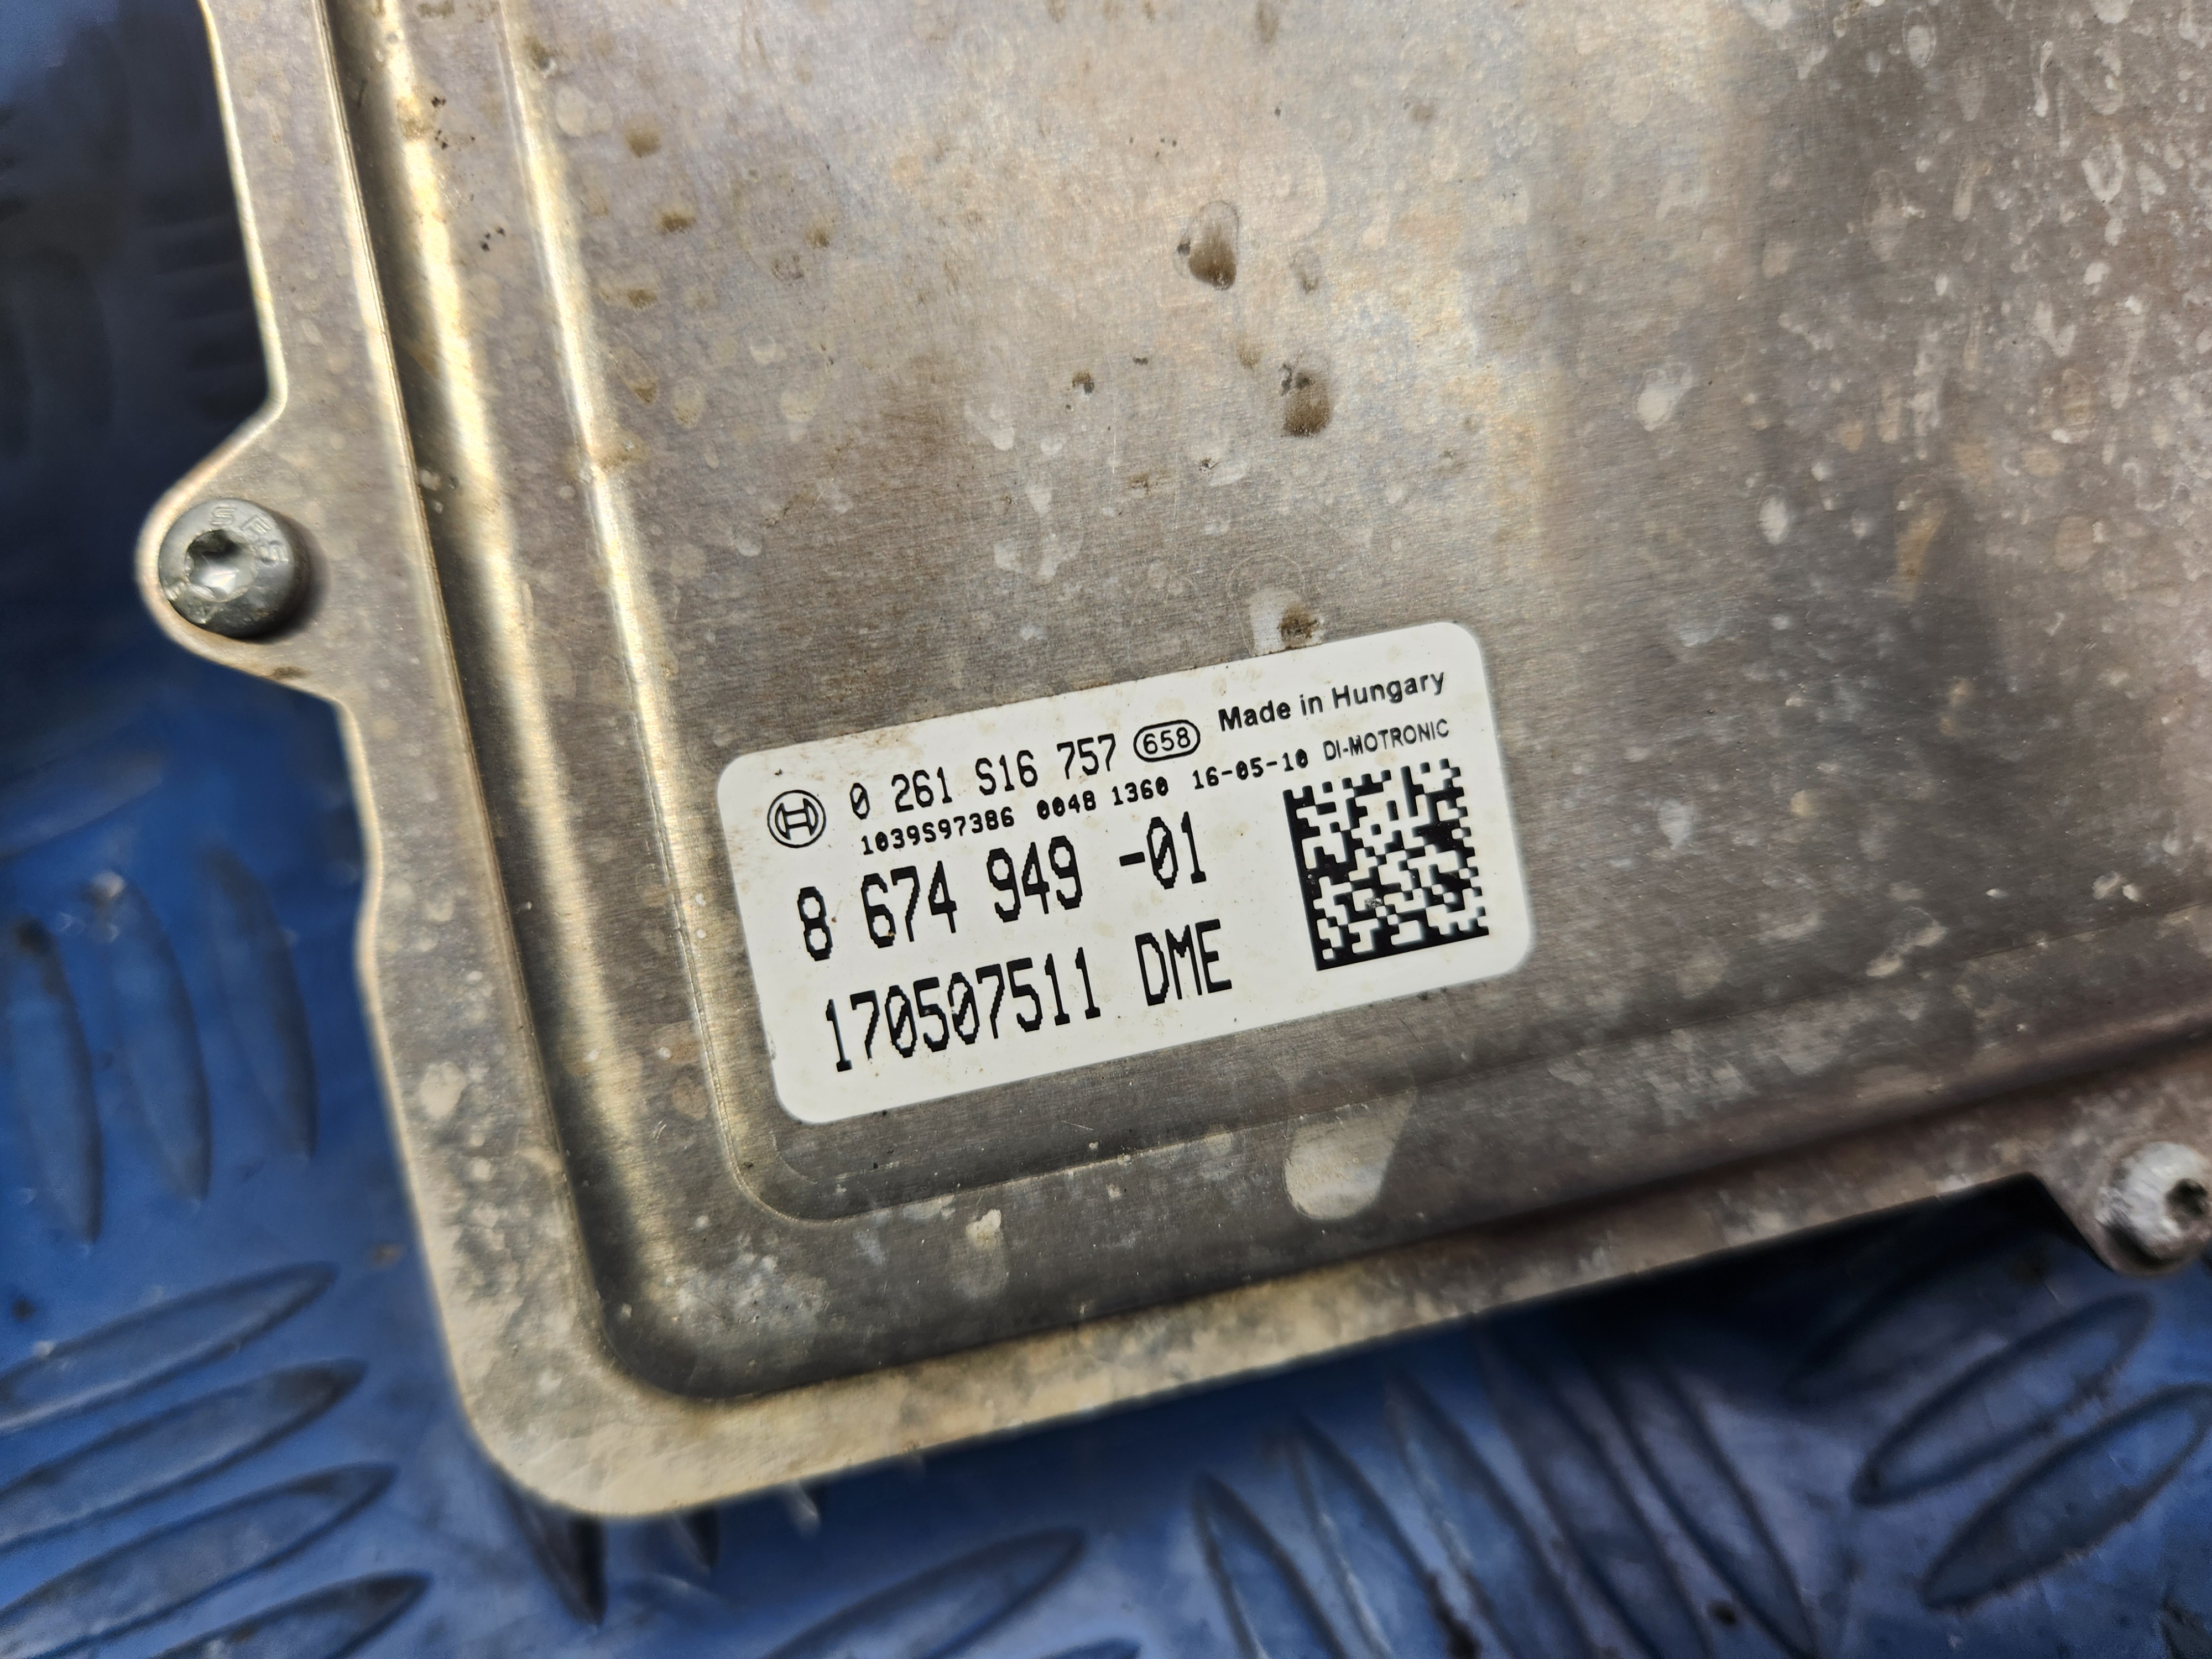 0 261 S16 757 658 Made in Hungary
1039S97386 0048 1360 16-05-10 DI-MOTRONIC
8 674 949 -01
170507511 DME